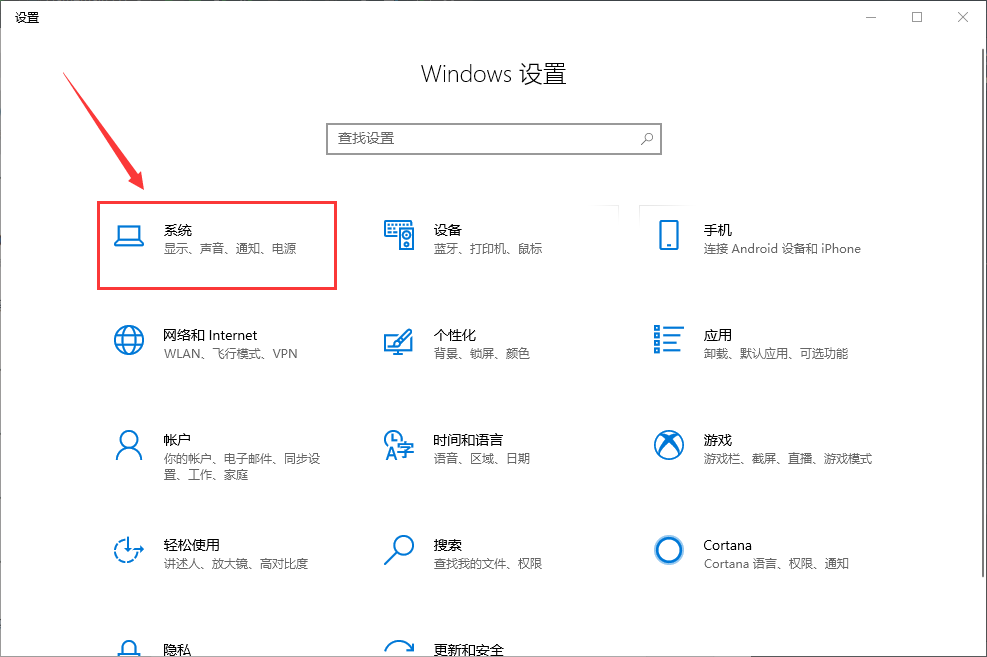 设置
Windows 设置
查找设置
系统
显示、声音、通知、电源
设备
蓝牙、打印机、鼠标
手机
连接 Android 设备和 iPhone
网络和 Internet
WLAN、飞行模式、VPN
个性化
背景、锁屏、颜色
应用
卸载、默认应用、可选功能
帐户
你的帐户、电子邮件、同步设
置、工作、家庭
时间和语言
语音、区域、日期
游戏
游戏栏、截屏、直播、游戏模式
轻松使用
讲述人、放大镜、高对比度
搜索
查找我的文件、权限
Cortana
Cortana 语言、权限、通知
隐私
更新和安全